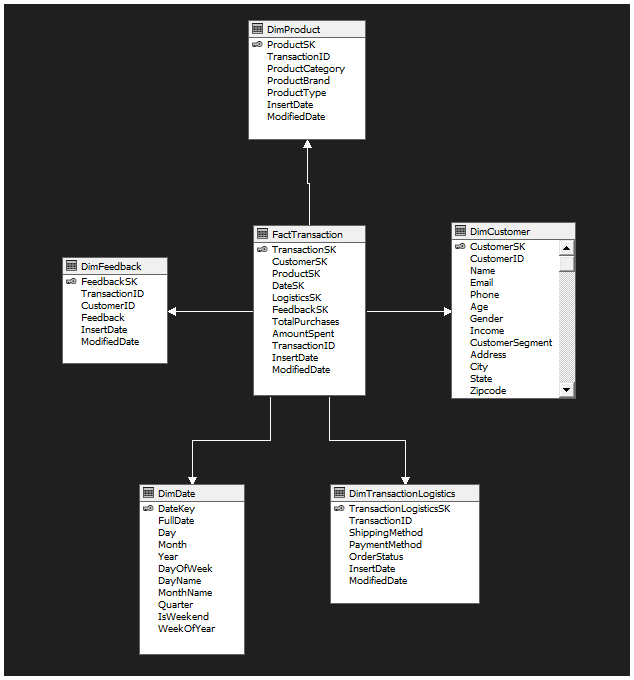 DimProduct
ProductSK
TransactionID
ProductCategory
ProductBrand
ProductType
InsertDate
ModifiedDate
FactTransaction
TransactionSK
CustomerSK
ProductSK
DateSK
LogisticsSK
FeedbackSK
TotalPurchases
AmountSpent
TransactionID
InsertDate
ModifiedDate
DimCustomer
CustomerSK
CustomerID
Name
Email
Phone
Age
Gender
Income
CustomerSegment
Address
City
State
Zipcode
DimFeedback
FeedbackSK
TransactionID
CustomerID
Feedback
InsertDate
ModifiedDate
DimDate
DateKey
FullDate
Day
Month
Year
DayOfWeek
DayName
MonthName
Quarter
IsWeekend
WeekOfYear
DimTransactionLogistics
TransactionLogisticsSK
TransactionID
ShippingMethod
PaymentMethod
OrderStatus
InsertDate
ModifiedDate